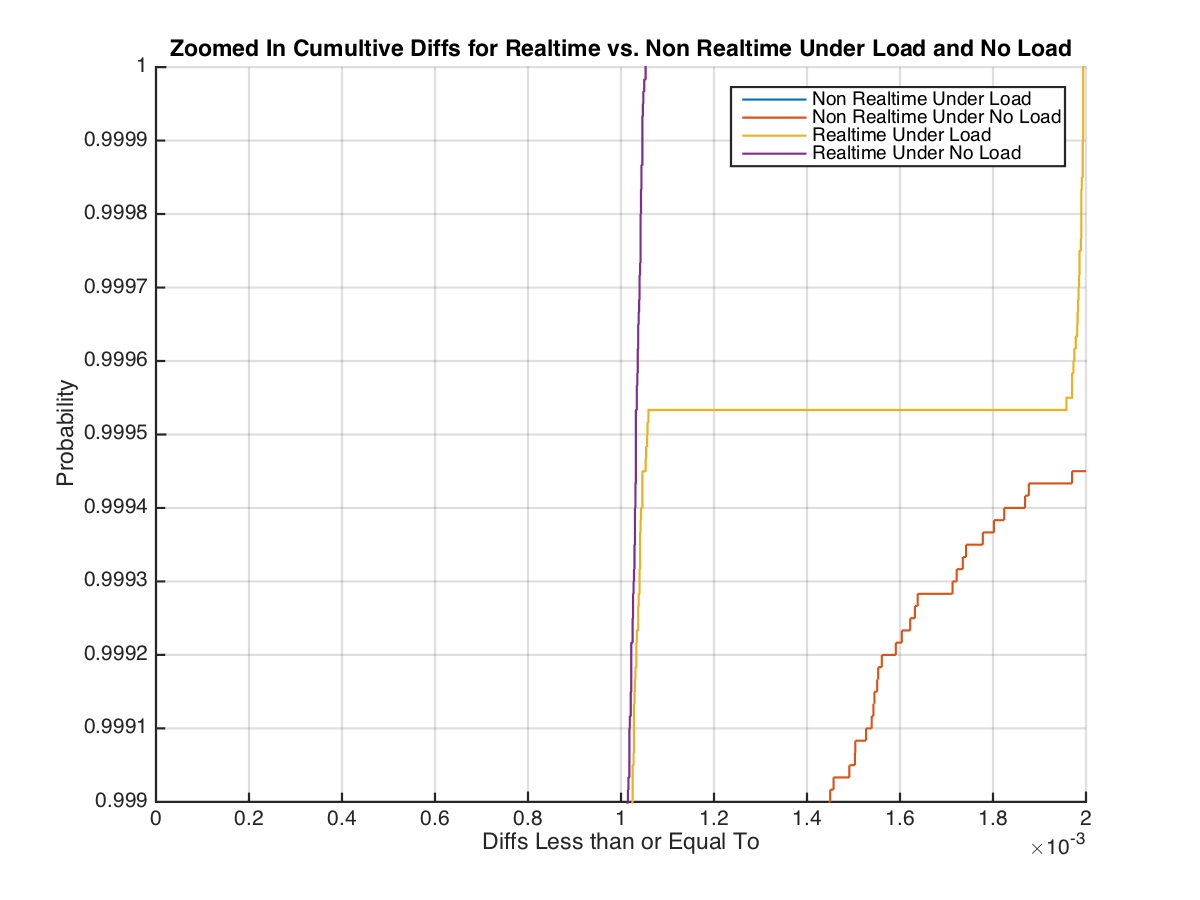 Zoomed In Cumultive Diffs for Realtime vs. Non Realtime Under Load and No Load
1
0.9999
0.9998
0.9997
0.9996
0.9995
0.9994
0.9993
0.9992
0.9991
0.999
Probability
Non Realtime Under Load
Non Realtime Under No Load
Realtime Under Load
Realtime Under No Load
0 0.2 0.4 0.6 0.8 1 1.2 1.4 1.6 1.8 2
Diffs Less than or Equal To
×10-3